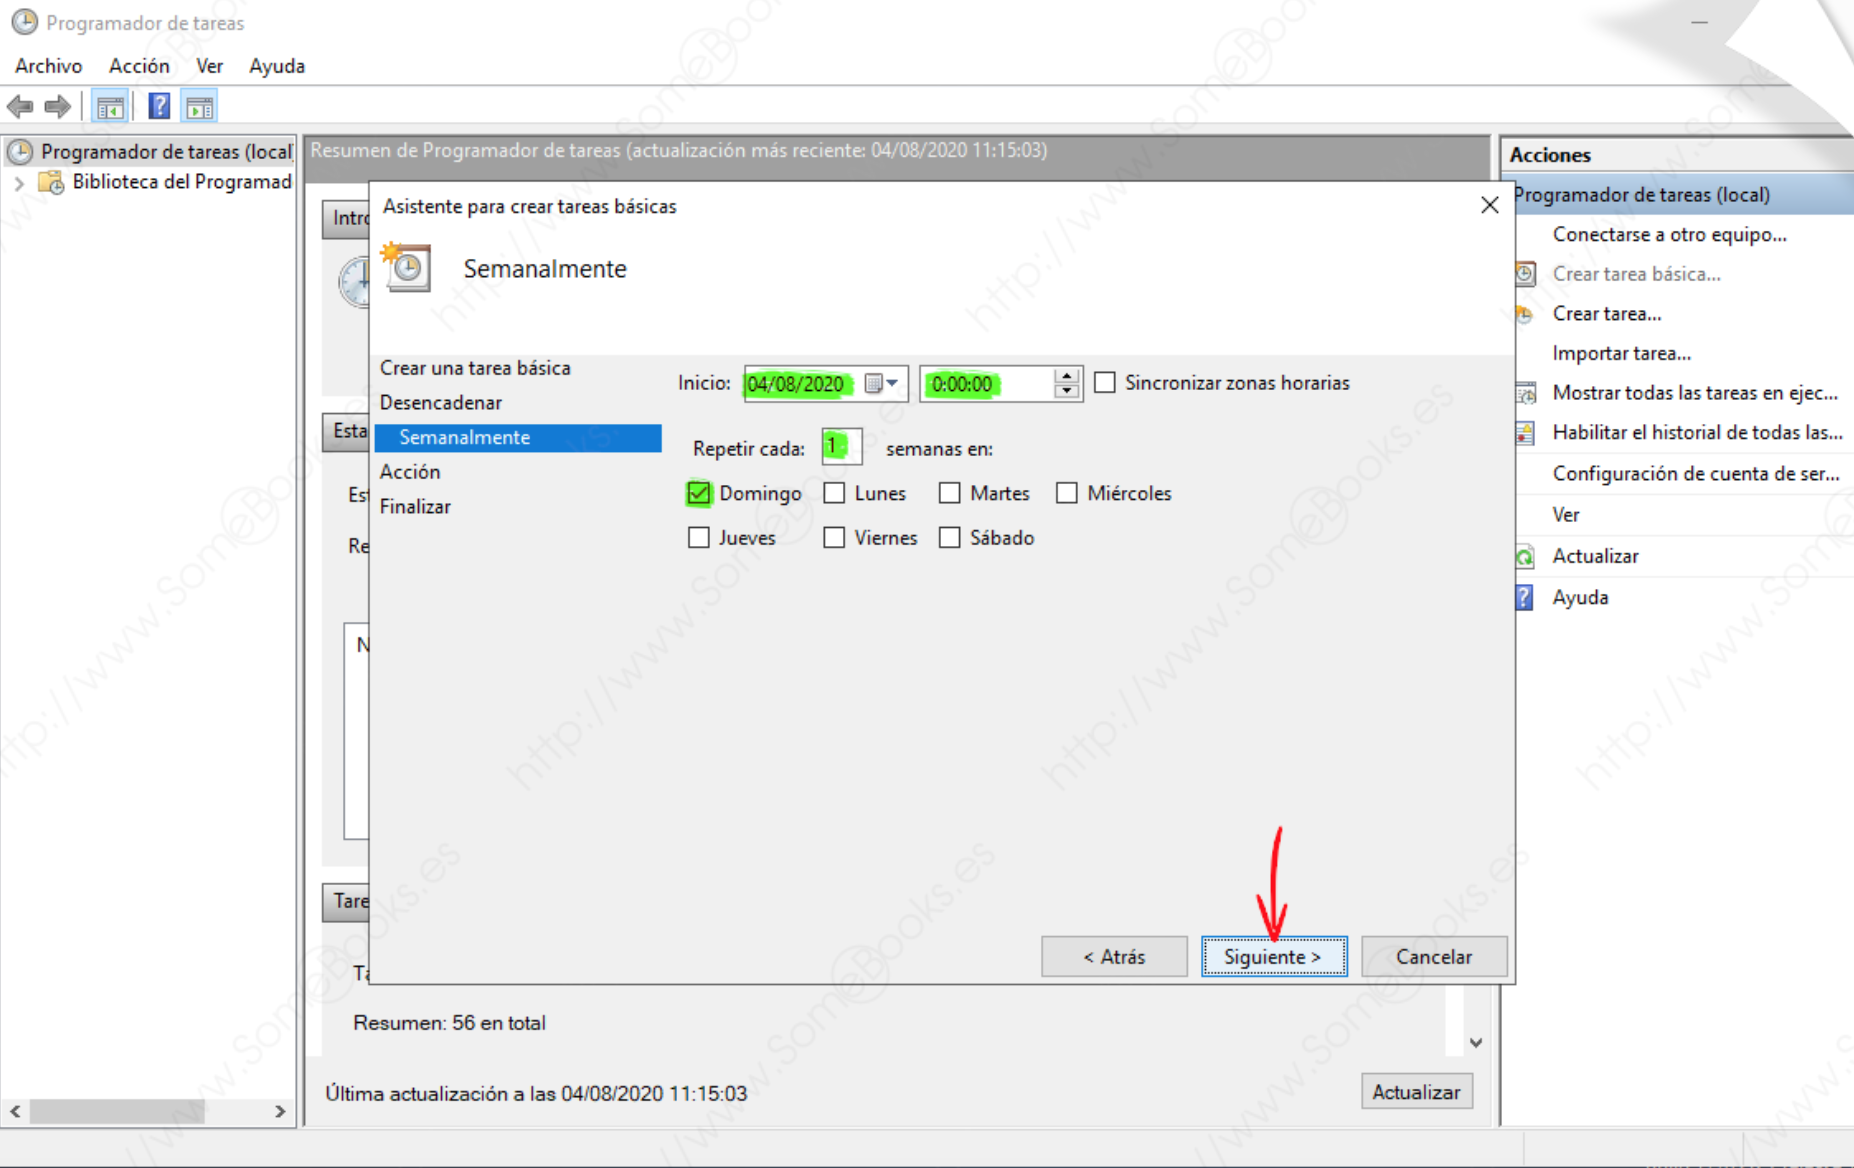 Programador de tareas
Archivo Acción Ver Ayuda
Programador de tareas (local
Biblioteca del Programad
Resumen de Programador de tareas (actualización más reciente: 04/08/2020 11:15:03)
Intro
Esta
Est
Re
N
Tare
Ta
Resumen: 56 en total
Última actualización a las 04/08/2020 11:15:03
Actualizar
Asistente para crear tareas básicas
Semanalmente
Crear una tarea básica
Desencadenar
Semanalmente
Acción
Finalizar
Inicio: 04/08/2020 0:00:00 Sincronizar zonas horarias
Repetir cada: 1 semanas en:
Domingo Lunes Martes Miércoles
Jueves Viernes Sábado
< Atrás Siguiente > Cancelar
Acciones
Programador de tareas (local)
Conectarse a otro equipo...
Crear tarea básica...
Crear tarea...
Importar tarea...
Mostrar todas las tareas en ejec...
Habilitar el historial de todas las...
Configuración de cuenta de ser...
Ver
Actualizar
Ayuda
http://www.SomeBooks.es